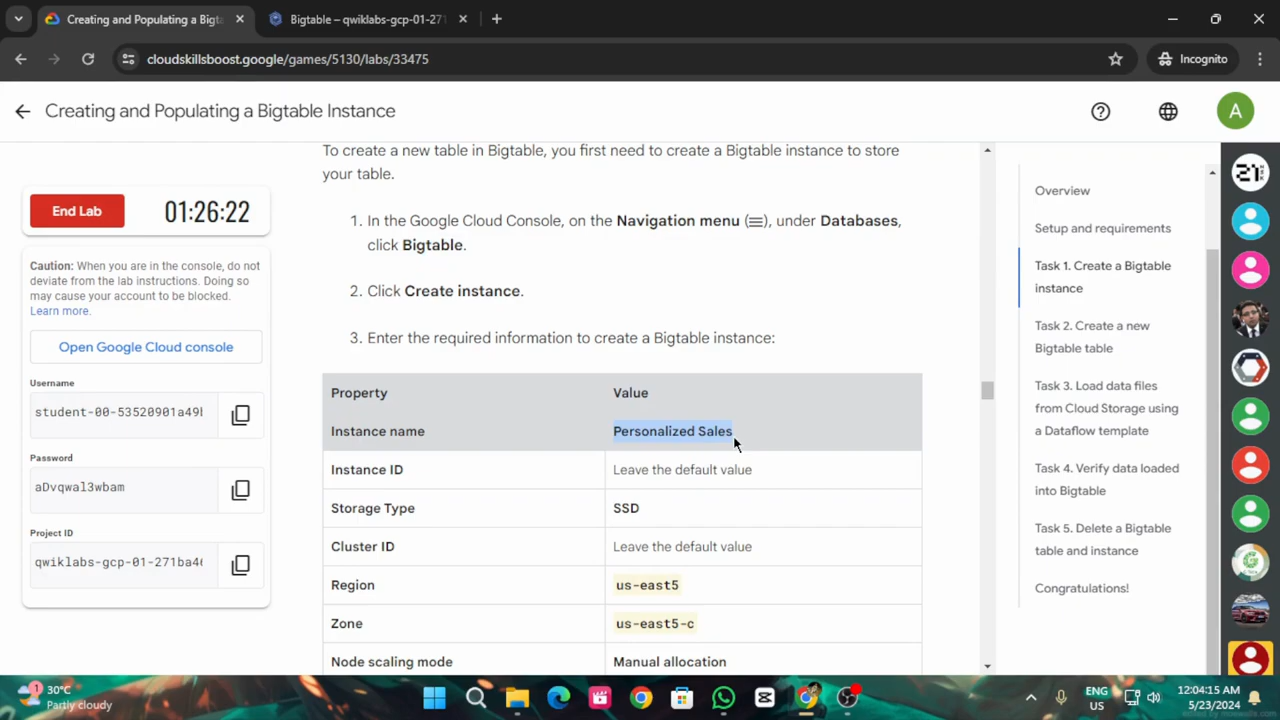 Creating and Populating a Bigta
Bigtable – qwiklabs-gcp-01-271
cloudskillsboost.google/games/5130/labs/33475
Incognito
Creating and Populating a Bigtable Instance
A
To create a new table in Bigtable, you first need to create a Bigtable instance to store
your table.
1. In the Google Cloud Console, on the Navigation menu (≡), under Databases,
click Bigtable.
2. Click Create instance.
3. Enter the required information to create a Bigtable instance:
Property Value
Instance name Personalized Sales
Instance ID Leave the default value
Storage Type SSD
Cluster ID Leave the default value
Region us-east5
Zone us-east5-c
Node scaling mode Manual allocation
End Lab 01:26:22
Caution: When you are in the console, do not
deviate from the lab instructions. Doing so
may cause your account to be blocked.
Learn more.
Open Google Cloud console
Username
student-00-53520901a49b
Password
aDvqwal3wbam
Project ID
qwiklabs-gcp-01-271ba46
Overview
Setup and requirements
Task 1. Create a Bigtable
instance
Task 2. Create a new
Bigtable table
Task 3. Load data files
from Cloud Storage using
a Dataflow template
Task 4. Verify data loaded
into Bigtable
Task 5. Delete a Bigtable
table and instance
Congratulations!
21
1
30°C
Partly cloudy
ENG
US
12:04:15 AM
5/23/2024